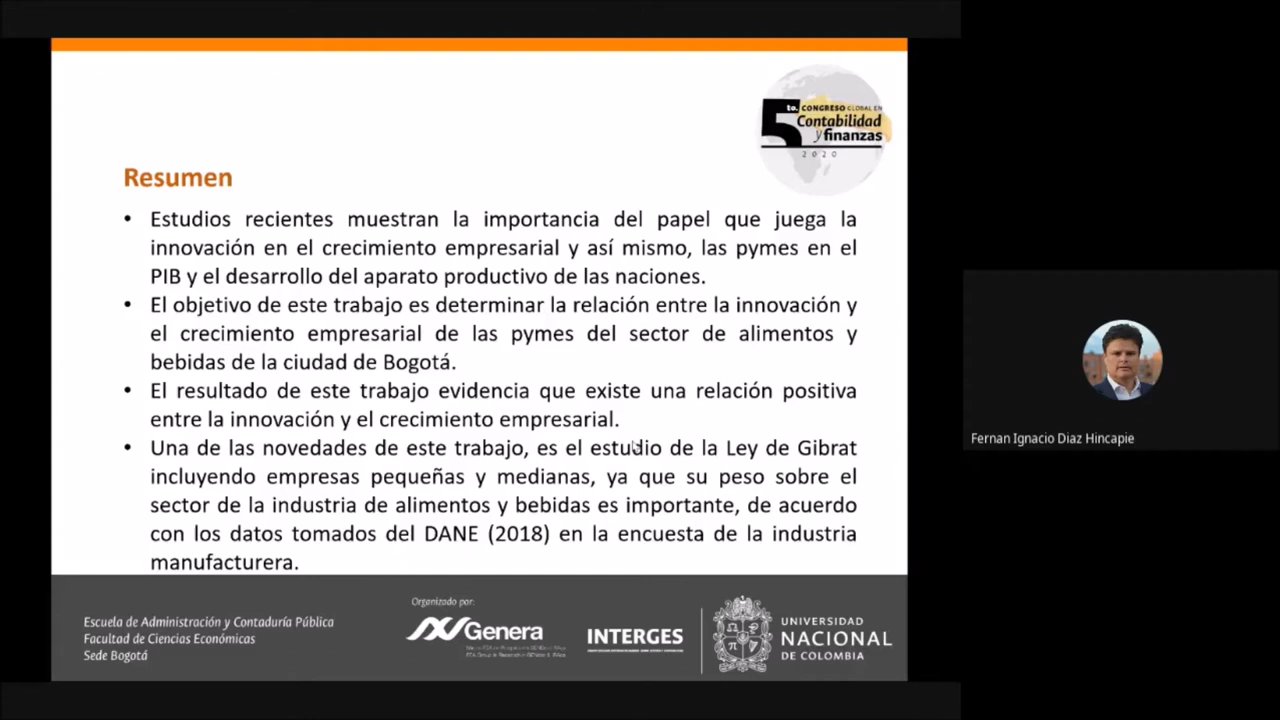 5to. CONGRESO GLOBAL EN
Contabilidad
y finanzas
2020
Resumen
• Estudios recientes muestran la importancia del papel que juega la
innovación en el crecimiento empresarial y así mismo, las pymes en el
PIB y el desarrollo del aparato productivo de las naciones.
• El objetivo de este trabajo es determinar la relación entre la innovación y
el crecimiento empresarial de las pymes del sector de alimentos y
bebidas de la ciudad de Bogotá.
• El resultado de este trabajo evidencia que existe una relación positiva
entre la innovación y el crecimiento empresarial.
• Una de las novedades de este trabajo, es el estudio de la Ley de Gibrat
incluyendo empresas pequeñas y medianas, ya que su peso sobre el
sector de la industria de alimentos y bebidas es importante, de acuerdo
con los datos tomados del DANE (2018) en la encuesta de la industria
manufacturera.
Fernan Ignacio Diaz Hincapie
Escuela de Administración y Contaduría Pública
Facultad de Ciencias Económicas
Sede Bogotá
Organizado por:
Genera
INTERGES
UNIVERSIDAD
NACIONAL
DE COLOMBIA